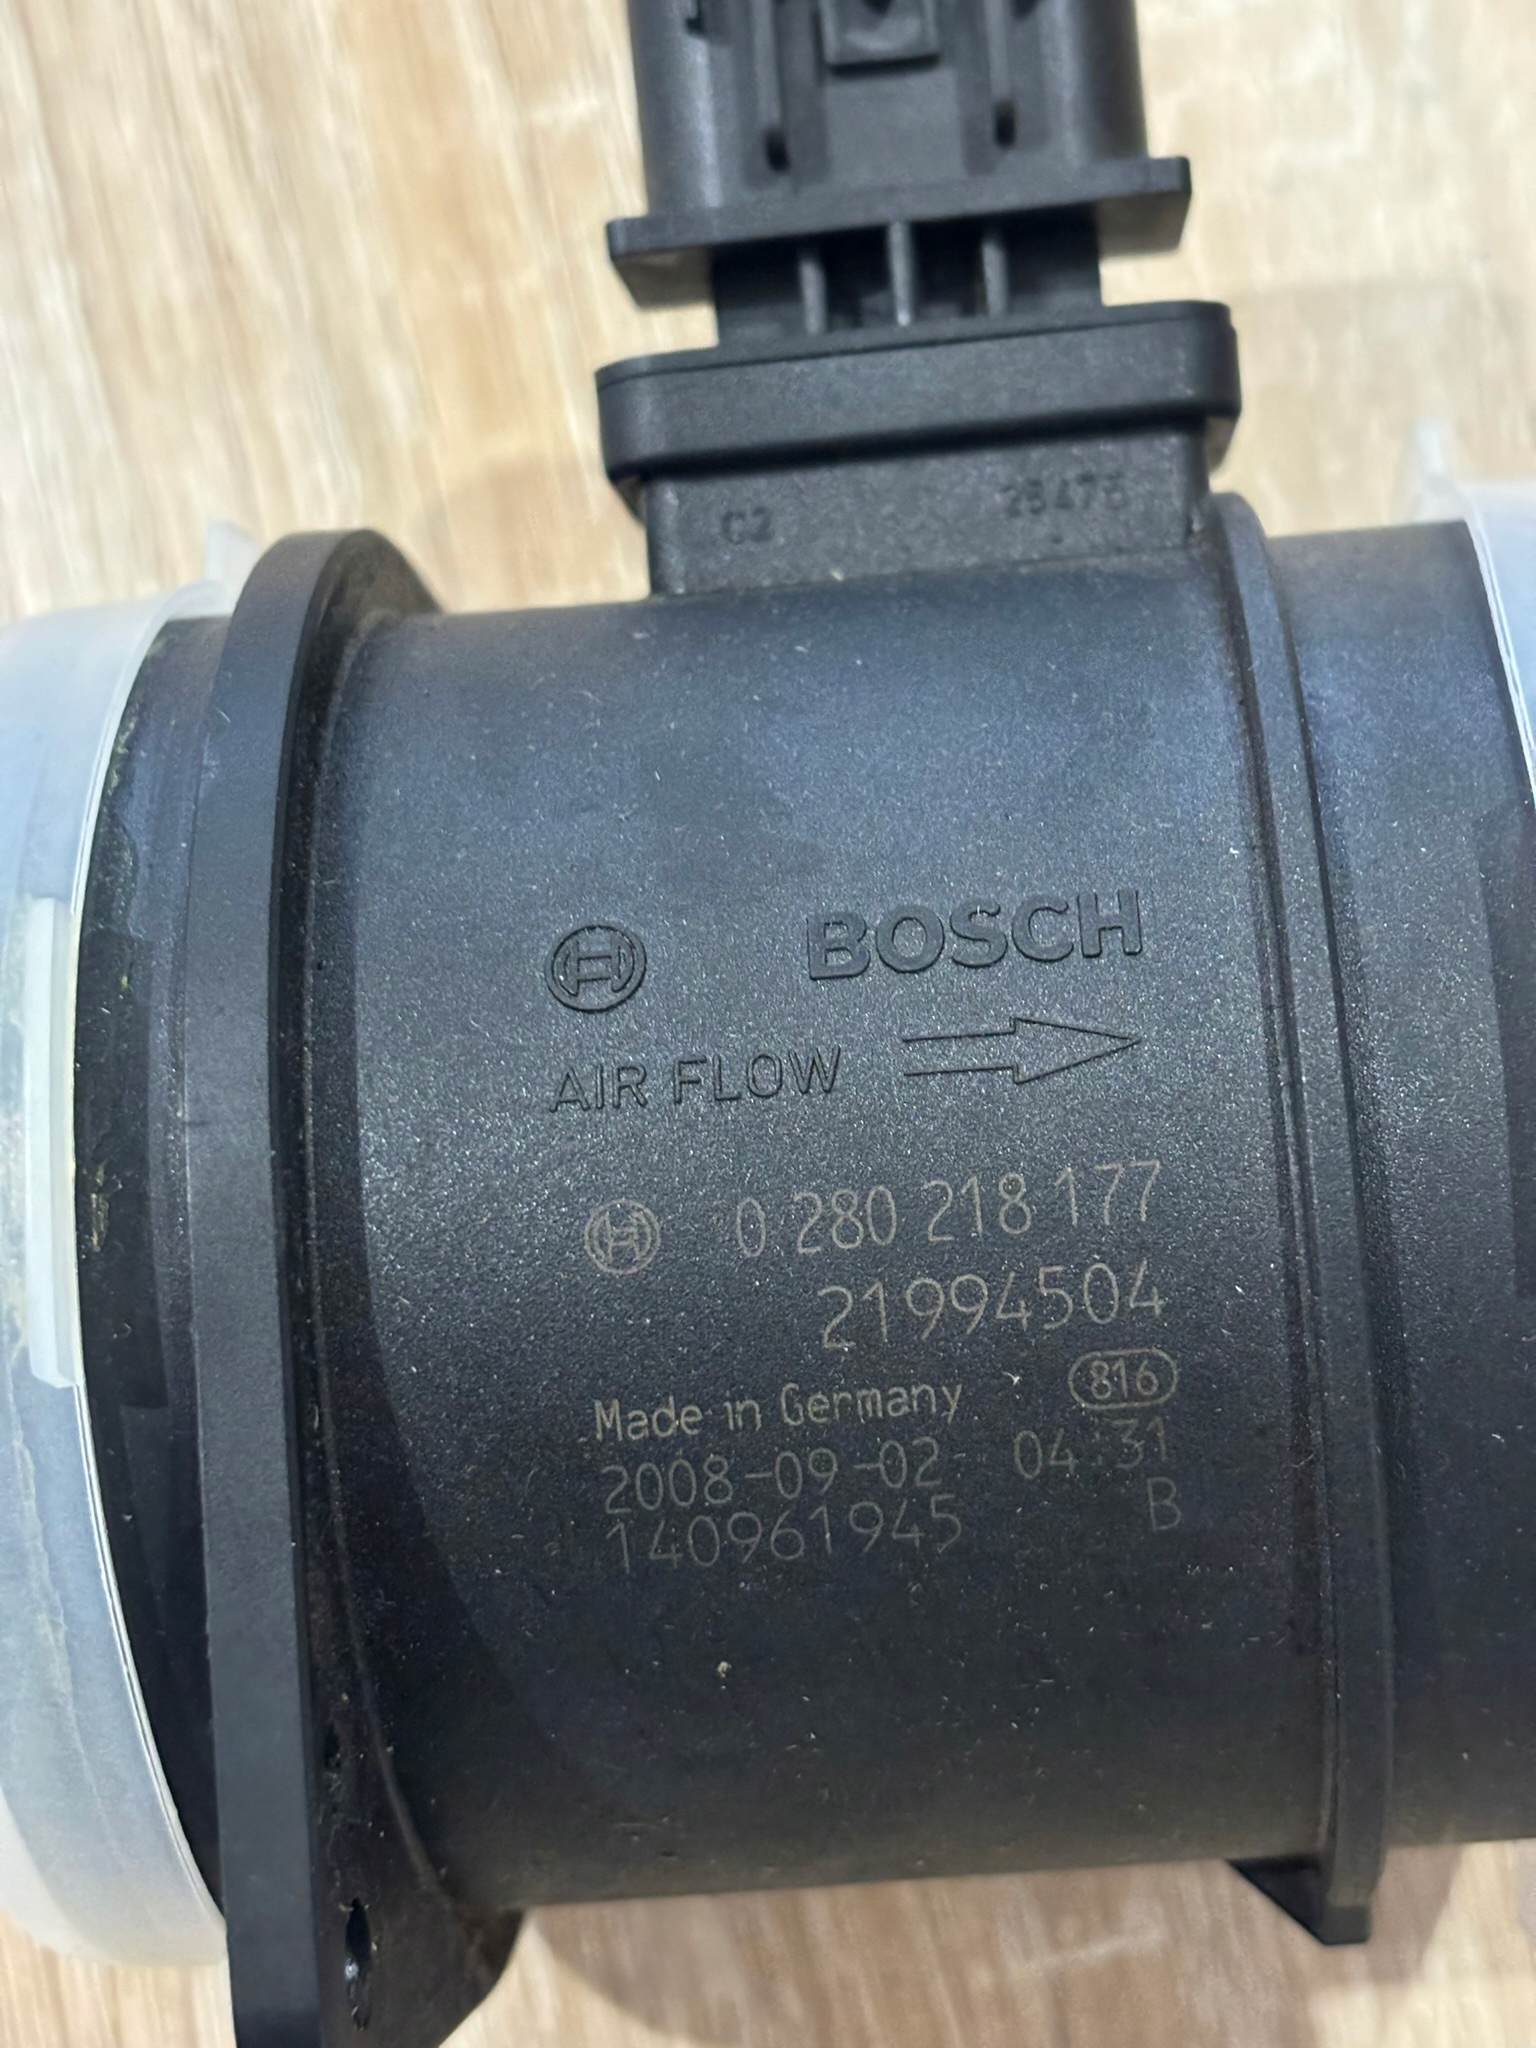 C2
BOSCH
AIR FLOW
0 280 218 177
21994504
Made in Germany 816
2008-09-02 04:31
140961945 B